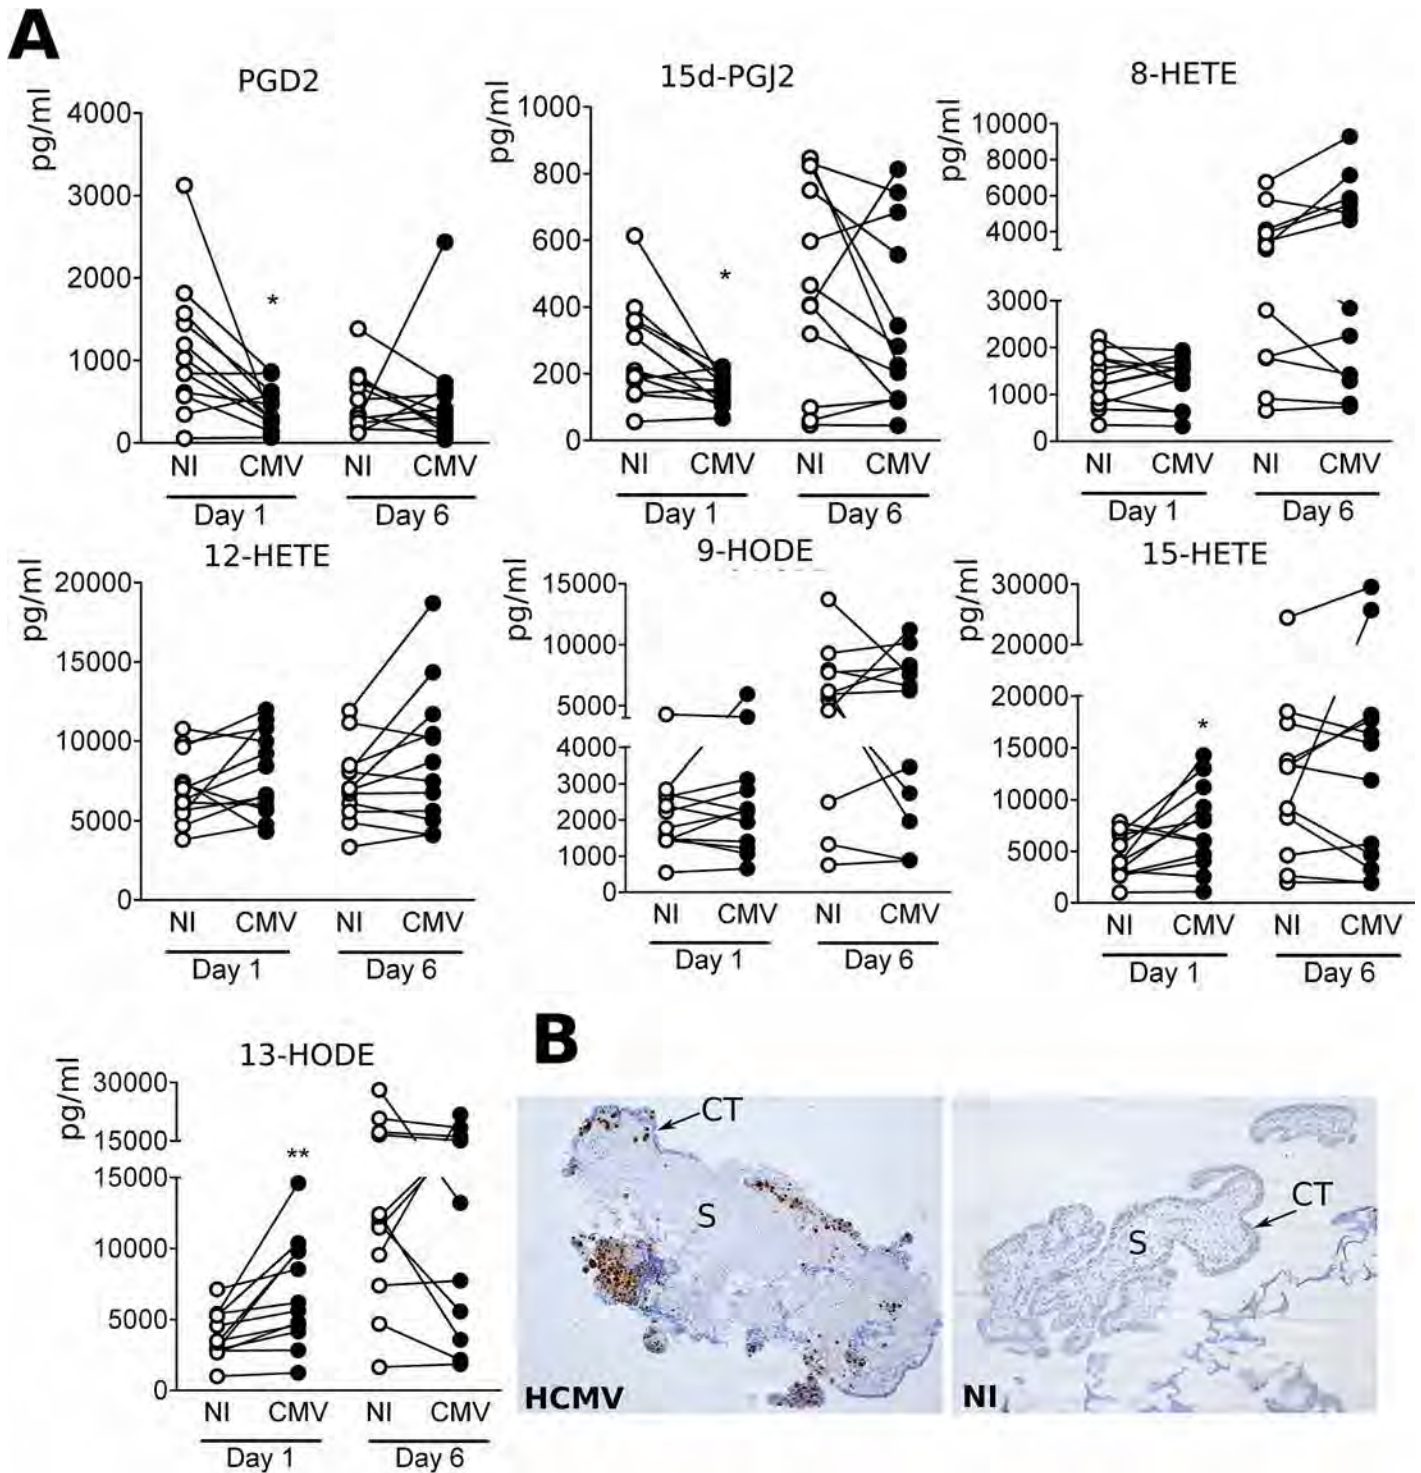 A
PGD2
pg/ml
4000
3000
2000
1000
0
*
NI CMV NI CMV
Day 1 Day 6
15d-PGJ2
pg/ml
1000
800
600
400
200
0
*
NI CMV NI CMV
Day 1 Day 6
8-HETE
pg/ml
10000
8000
6000
4000
3000
2000
1000
0
NI CMV NI CMV
Day 1 Day 6
12-HETE
pg/ml
20000
15000
10000
5000
0
NI CMV NI CMV
Day 1 Day 6
9-HODE
pg/ml
15000
10000
5000
4000
3000
2000
1000
0
NI CMV NI CMV
Day 1 Day 6
15-HETE
pg/ml
30000
20000
20000
15000
10000
5000
0
*
NI CMV NI CMV
Day 1 Day 6
13-HODE
pg/ml
30000
15000
15000
10000
5000
0
**
NI CMV NI CMV
Day 1 Day 6
B
CT
S
HCMV
CT
S
NI